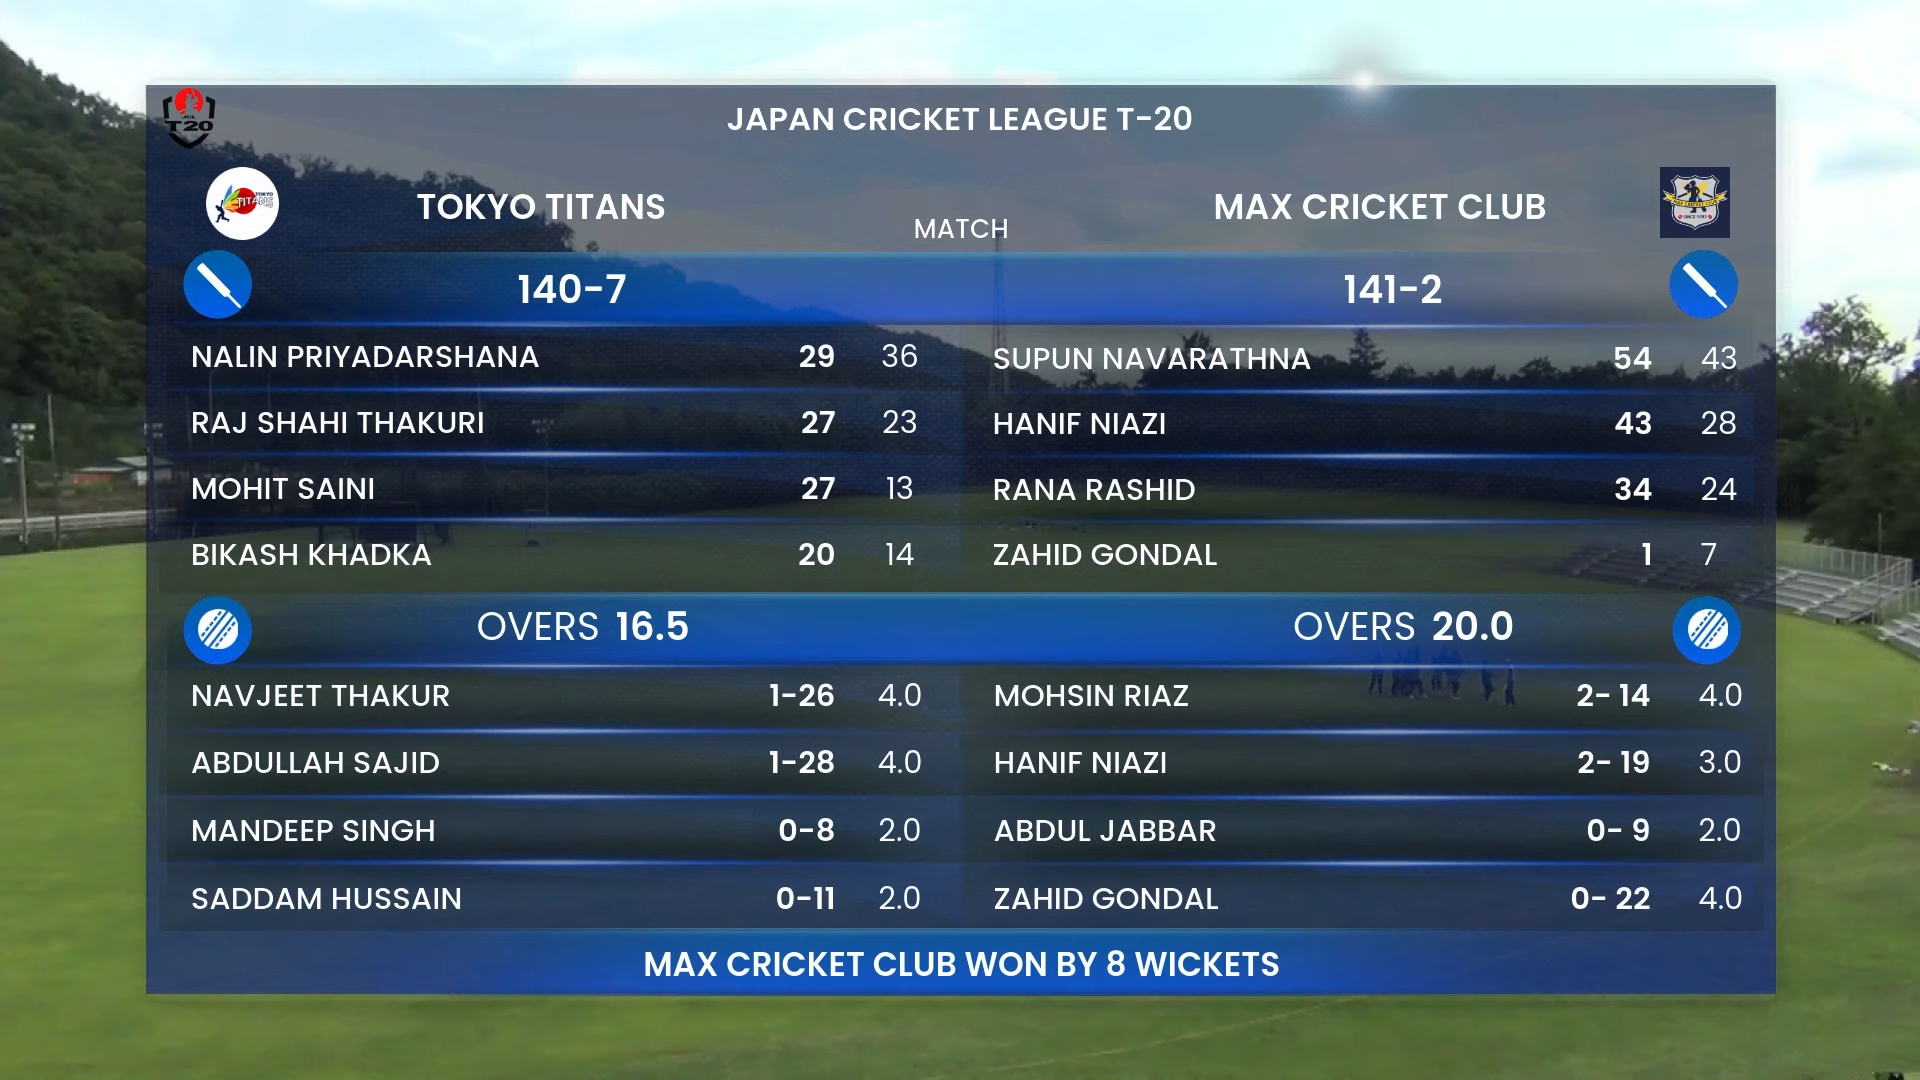 JAPAN CRICKET LEAGUE T-20
T20
TOKYO TITANS
MATCH
MAX CRICKET CLUB
TOKYO
TITANS
140-7
141-2
NALIN PRIYADARSHANA 29 36
SUPUN NAVARATHNA 54 43
RAJ SHAHI THAKURI 27 23
HANIF NIAZI 43 28
MOHIT SAINI 27 13
RANA RASHID 34 24
BIKASH KHADKA 20 14
ZAHID GONDAL 1 7
OVERS 16.5
OVERS 20.0
NAVJEET THAKUR 1-26 4.0
MOHSIN RIAZ 2- 14 4.0
ABDULLAH SAJID 1-28 4.0
HANIF NIAZI 2- 19 3.0
MANDEEP SINGH 0-8 2.0
ABDUL JABBAR 0- 9 2.0
SADDAM HUSSAIN 0-11 2.0
ZAHID GONDAL 0- 22 4.0
MAX CRICKET CLUB WON BY 8 WICKETS